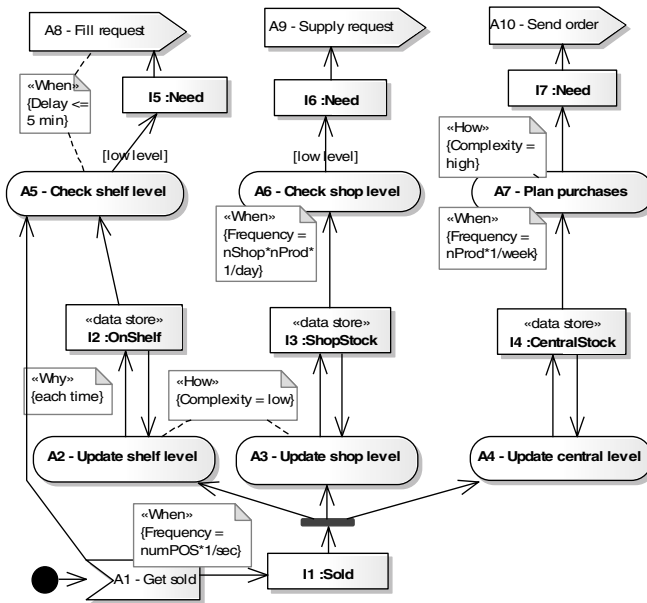 A8 - Fill request
A9 - Supply request
A10 - Send order
«When»
{Delay <=
5 min}
I5 :Need
I6 :Need
I7 :Need
«How»
{Complexity =
high}
[low level]
[low level]
A5 - Check shelf level
A6 - Check shop level
A7 - Plan purchases
«When»
{Frequency =
nShop*nProd*
1/day}
«When»
{Frequency =
nProd*1/week}
«data store»
I2 :OnShelf
«data store»
I3 :ShopStock
«data store»
I4 :CentralStock
«Why»
{each time}
«How»
{Complexity = low}
A2 - Update shelf level
A3 - Update shop level
A4 - Update central level
«When»
{Frequency =
numPOS*1/sec}
A1 - Get sold
I1 :Sold